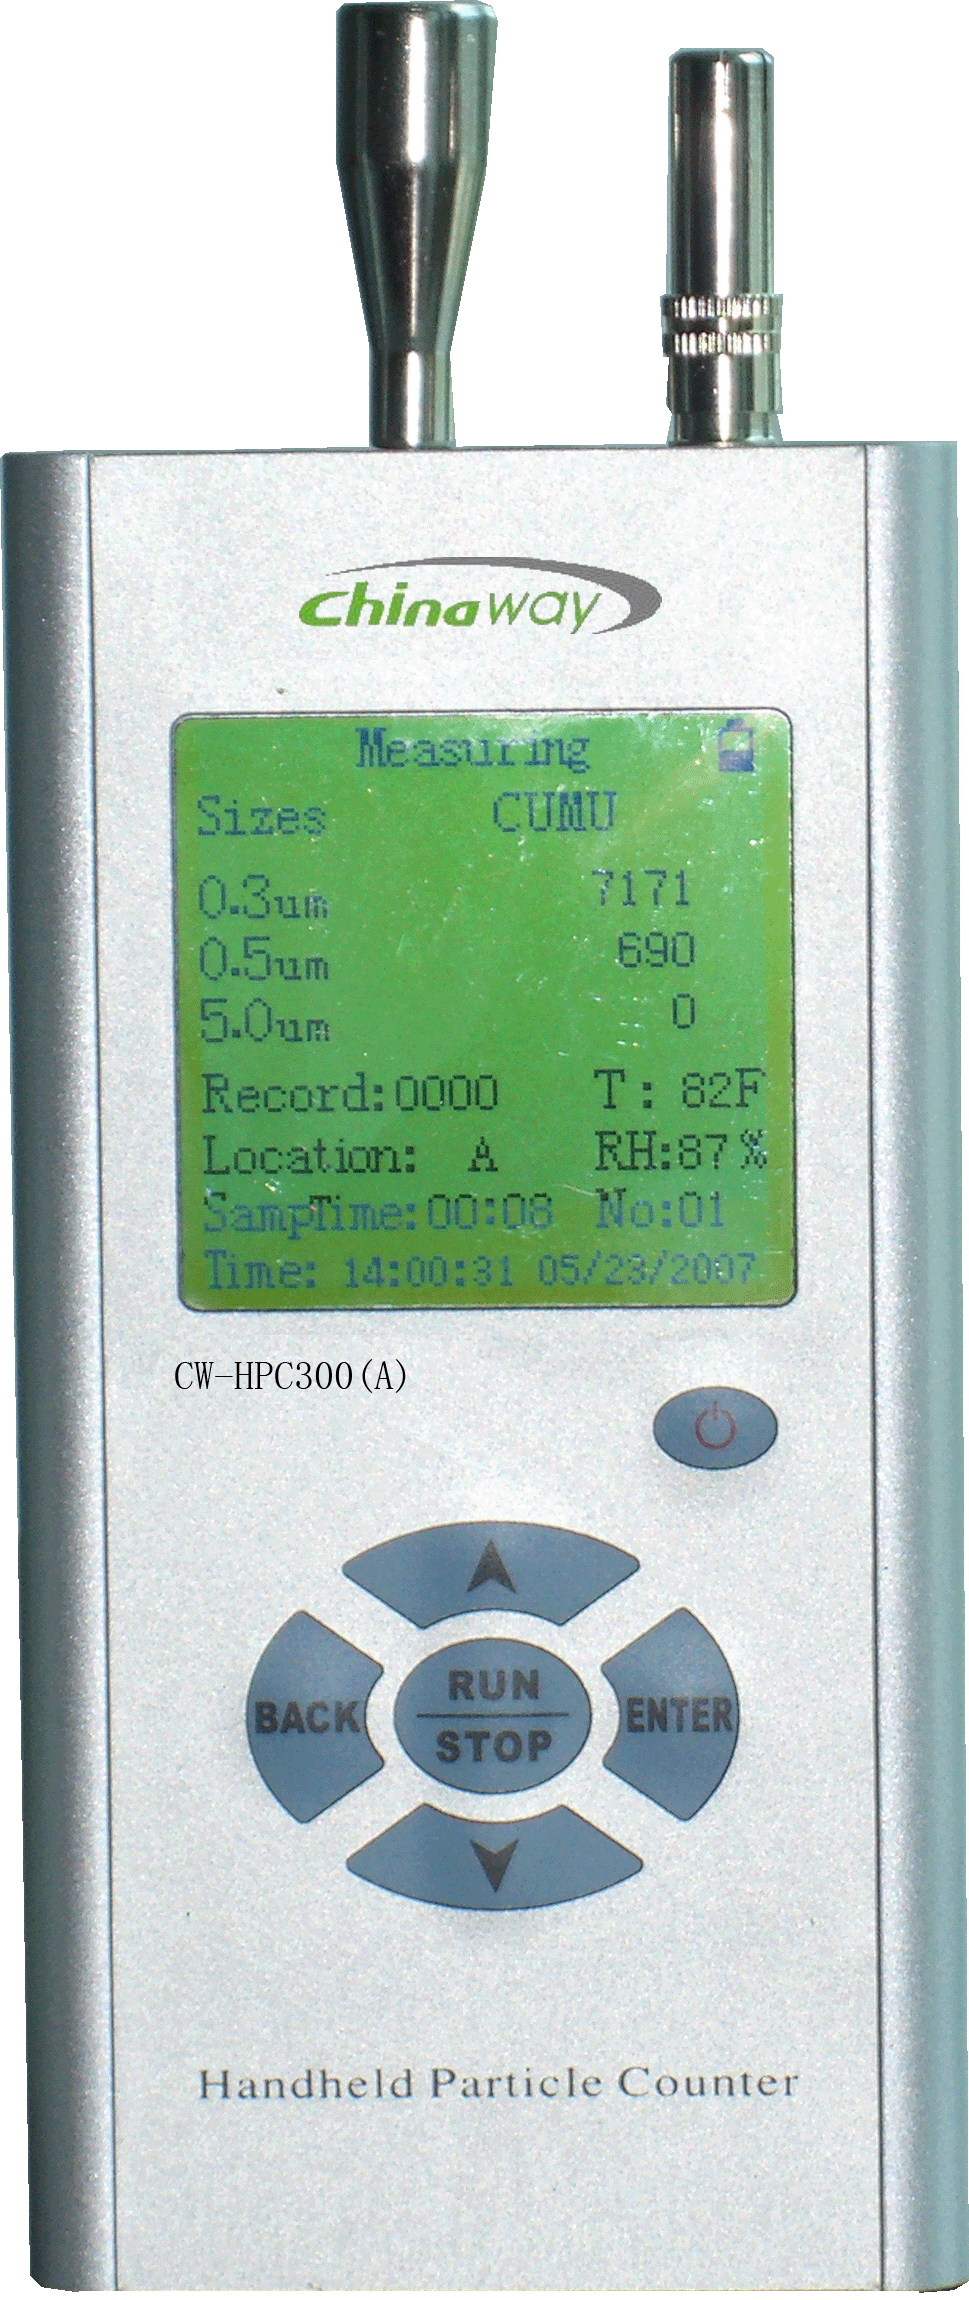 chinaway
Measuring
Sizes CUMU
0.3um 7171
0.5um 690
5.0um 0
Record:0000 T: 82F
Location: A RH:87%
SampTime:00:08 No:01
Time: 14:00:31 05/23/2007
CW-HPC300(A)
BACK
RUN
STOP
ENTER
Handheld Particle Counter